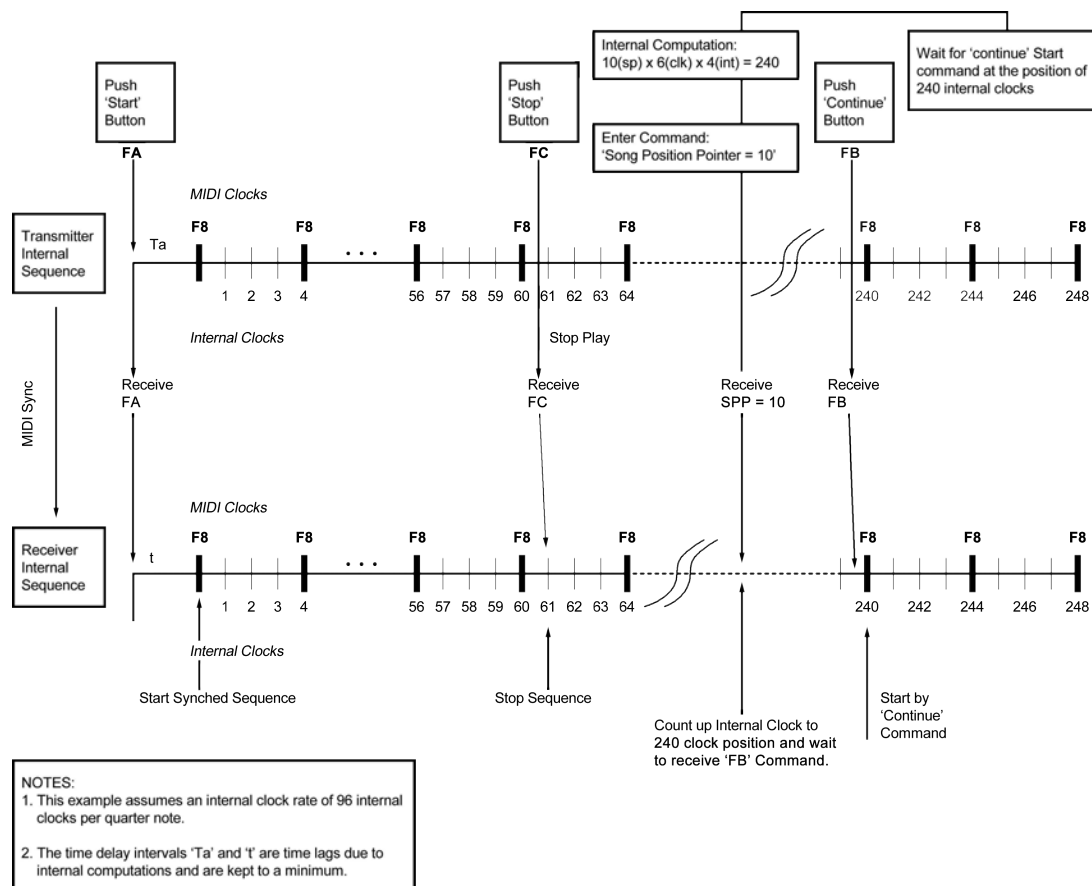 Internal Computation:
10(sp) x 6(clk) x 4(int) = 240
Wait for 'continue' Start
command at the position of
240 internal clocks
Push
'Start'
Button
Push
'Stop'
Button
Enter Command:
'Song Position Pointer = 10'
Push
'Continue'
Button
FA
FC
FB
MIDI Clocks
Transmitter
Internal
Sequence
Ta
F8 F8 . . . F8 F8 F8 F8 F8 F8
1 2 3 4 56 57 58 59 60 61 62 63 64 240 242 244 246 248
Internal Clocks
Stop Play
Receive
FA
Receive
FC
Receive
SPP = 10
Receive
FB
MIDI Sync
MIDI Clocks
Receiver
Internal
Sequence
t
F8 F8 . . . F8 F8 F8 F8 F8 F8
1 2 3 4 56 57 58 59 60 61 62 63 64 240 242 244 246 248
Internal Clocks
Start Synched Sequence
Stop Sequence
Count up Internal Clock to
240 clock position and wait
to receive 'FB' Command.
Start by
'Continue'
Command
NOTES:
1. This example assumes an internal clock rate of 96 internal
clocks per quarter note.
2. The time delay intervals 'Ta' and 't' are time lags due to
internal computations and are kept to a minimum.